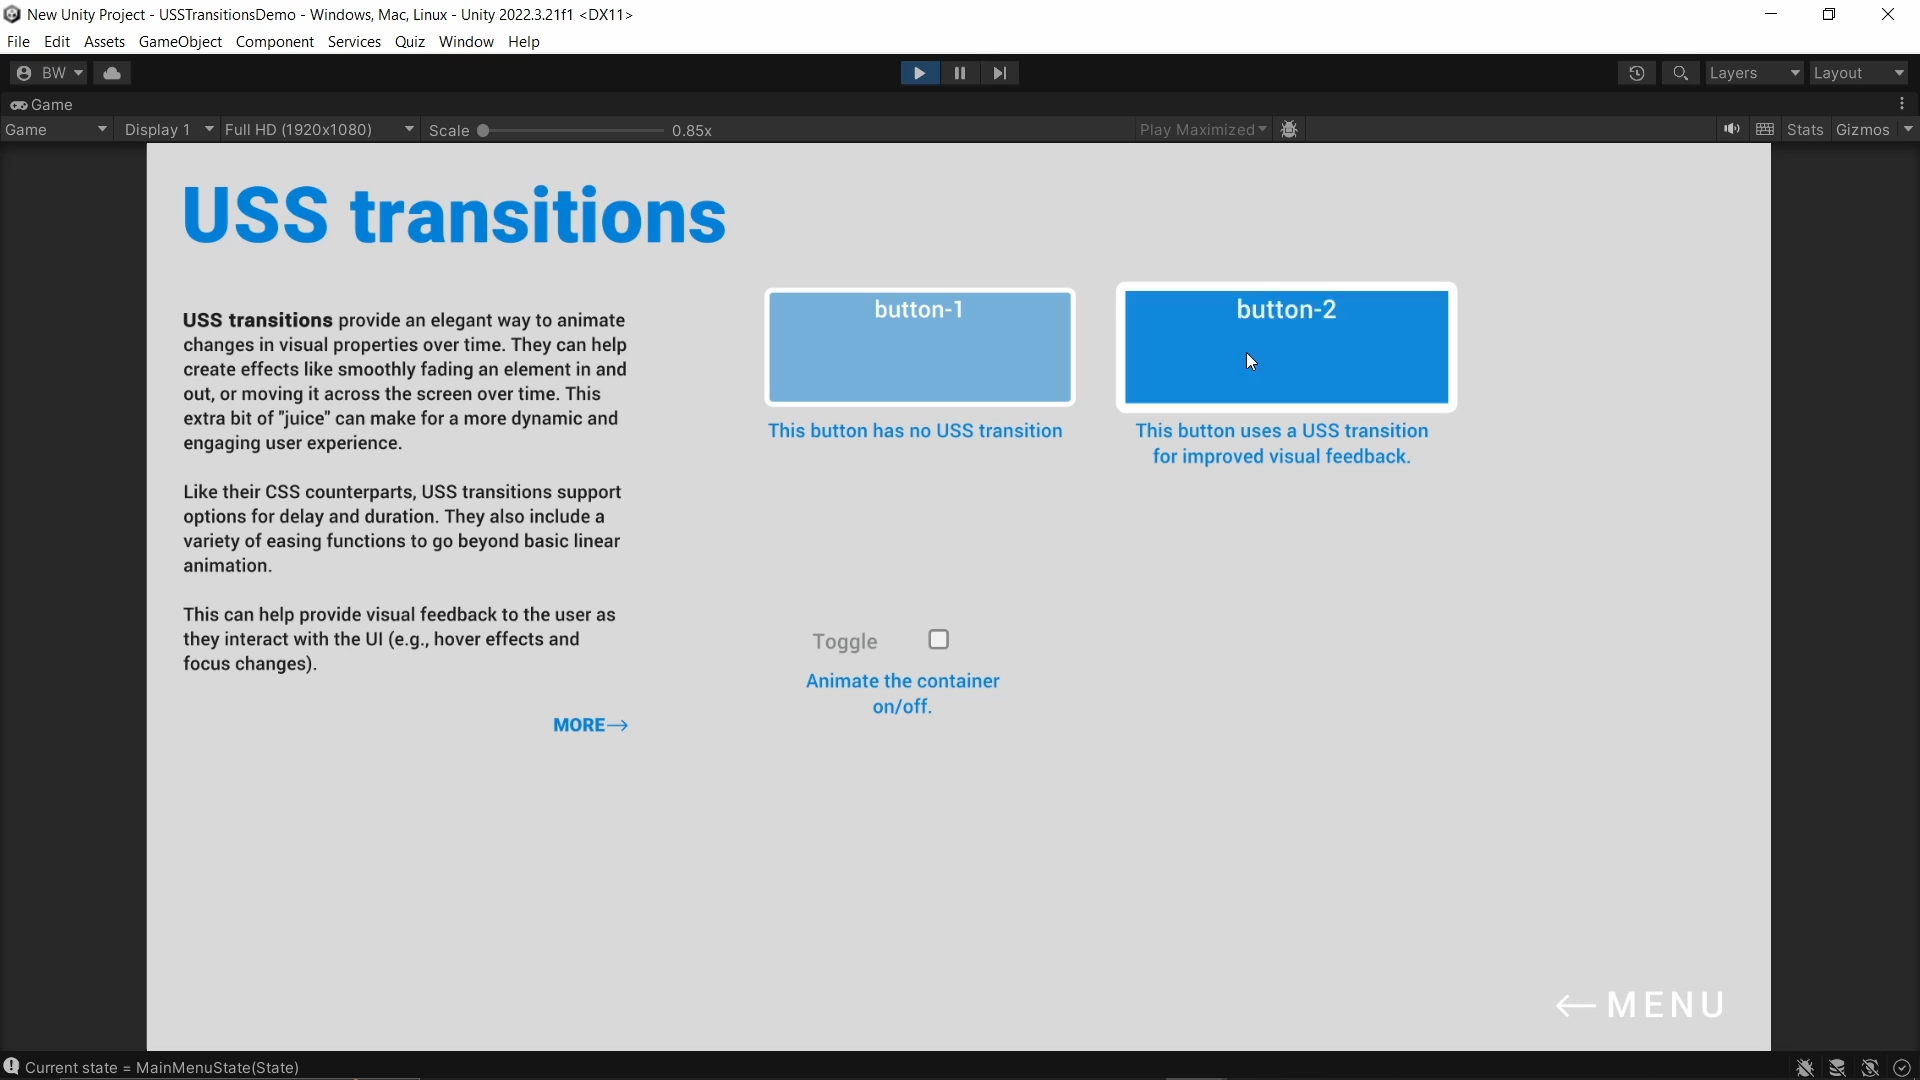 New Unity Project - USSTransitionsDemo - Windows, Mac, Linux - Unity 2022.3.21f1 <DX11>
File Edit Assets GameObject Component Services Quiz Window Help
BW Layers Layout
Game
Game Display 1 Full HD (1920x1080) Scale 0.85x Play Maximized Stats Gizmos
USS transitions
USS transitions provide an elegant way to animate
changes in visual properties over time. They can help
create effects like smoothly fading an element in and
out, or moving it across the screen over time. This
extra bit of "juice" can make for a more dynamic and
engaging user experience.
Like their CSS counterparts, USS transitions support
options for delay and duration. They also include a
variety of easing functions to go beyond basic linear
animation.
This can help provide visual feedback to the user as
they interact with the UI (e.g., hover effects and
focus changes).
MORE→
button-1
This button has no USS transition
button-2
This button uses a USS transition
for improved visual feedback.
Toggle
Animate the container
on/off.
← MENU
Current state = MainMenuState(State)